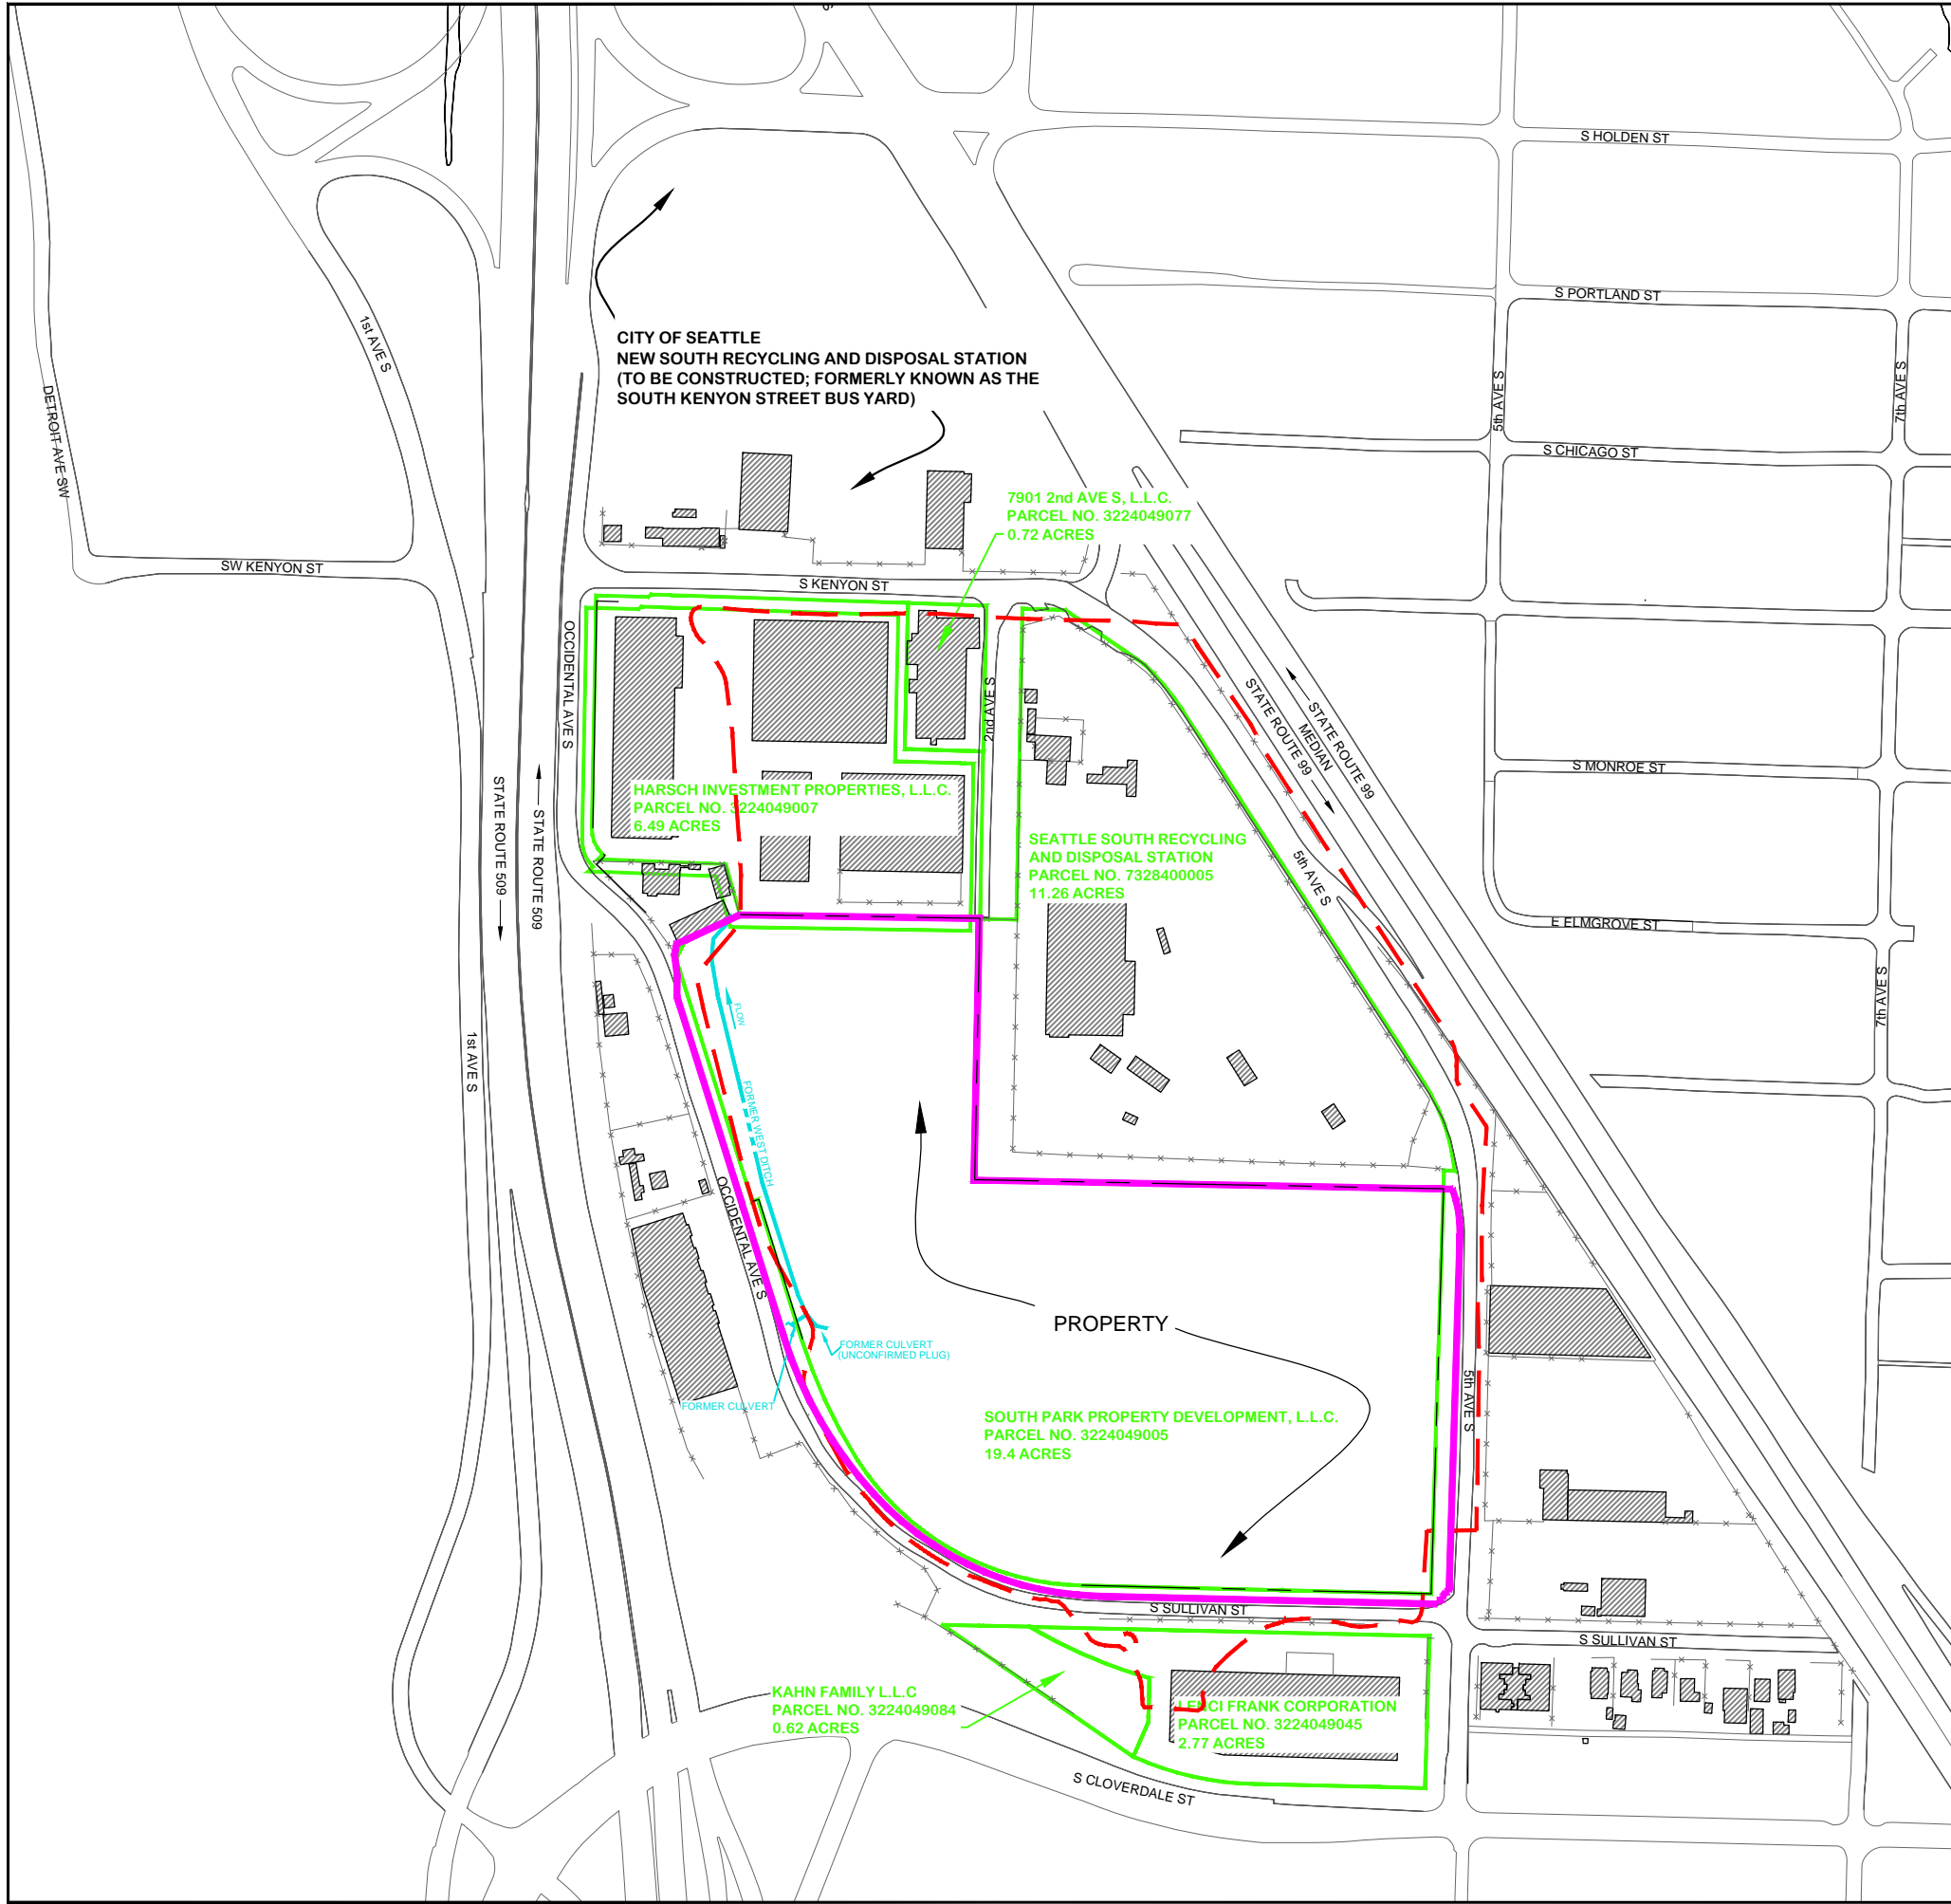 S HOLDEN ST
S PORTLAND ST
1st AVE S
CITY OF SEATTLE
NEW SOUTH RECYCLING AND DISPOSAL STATION
(TO BE CONSTRUCTED; FORMERLY KNOWN AS THE
SOUTH KENYON STREET BUS YARD)
DETROIT AVE SW
5th AVE S
7th AVE S
S CHICAGO ST
7901 2nd AVE S, L.L.C.
PARCEL NO. 3224049077
0.72 ACRES
SW KENYON ST
S KENYON ST
OCCIDENTAL AVE S
2nd AVE S
STATE ROUTE 99
MEDIAN
STATE ROUTE 99
S MONROE ST
HARSCH INVESTMENT PROPERTIES, L.L.C.
PARCEL NO. 3224049007
6.49 ACRES
STATE ROUTE 509
STATE ROUTE 509
SEATTLE SOUTH RECYCLING
AND DISPOSAL STATION
PARCEL NO. 7328400005
11.26 ACRES
5th AVE S
E ELMGROVE ST
7th AVE S
FLOW
1st AVE S
FORMER WEST DITCH
OCCIDENTAL AVE S
PROPERTY
FORMER CULVERT
(UNCONFIRMED PLUG)
FORMER CULVERT
5th AVE S
SOUTH PARK PROPERTY DEVELOPMENT, L.L.C.
PARCEL NO. 3224049005
19.4 ACRES
S SULLIVAN ST
S SULLIVAN ST
KAHN FAMILY L.L.C
PARCEL NO. 3224049084
0.62 ACRES
LENCI FRANK CORPORATION
PARCEL NO. 3224049045
2.77 ACRES
S CLOVERDALE ST